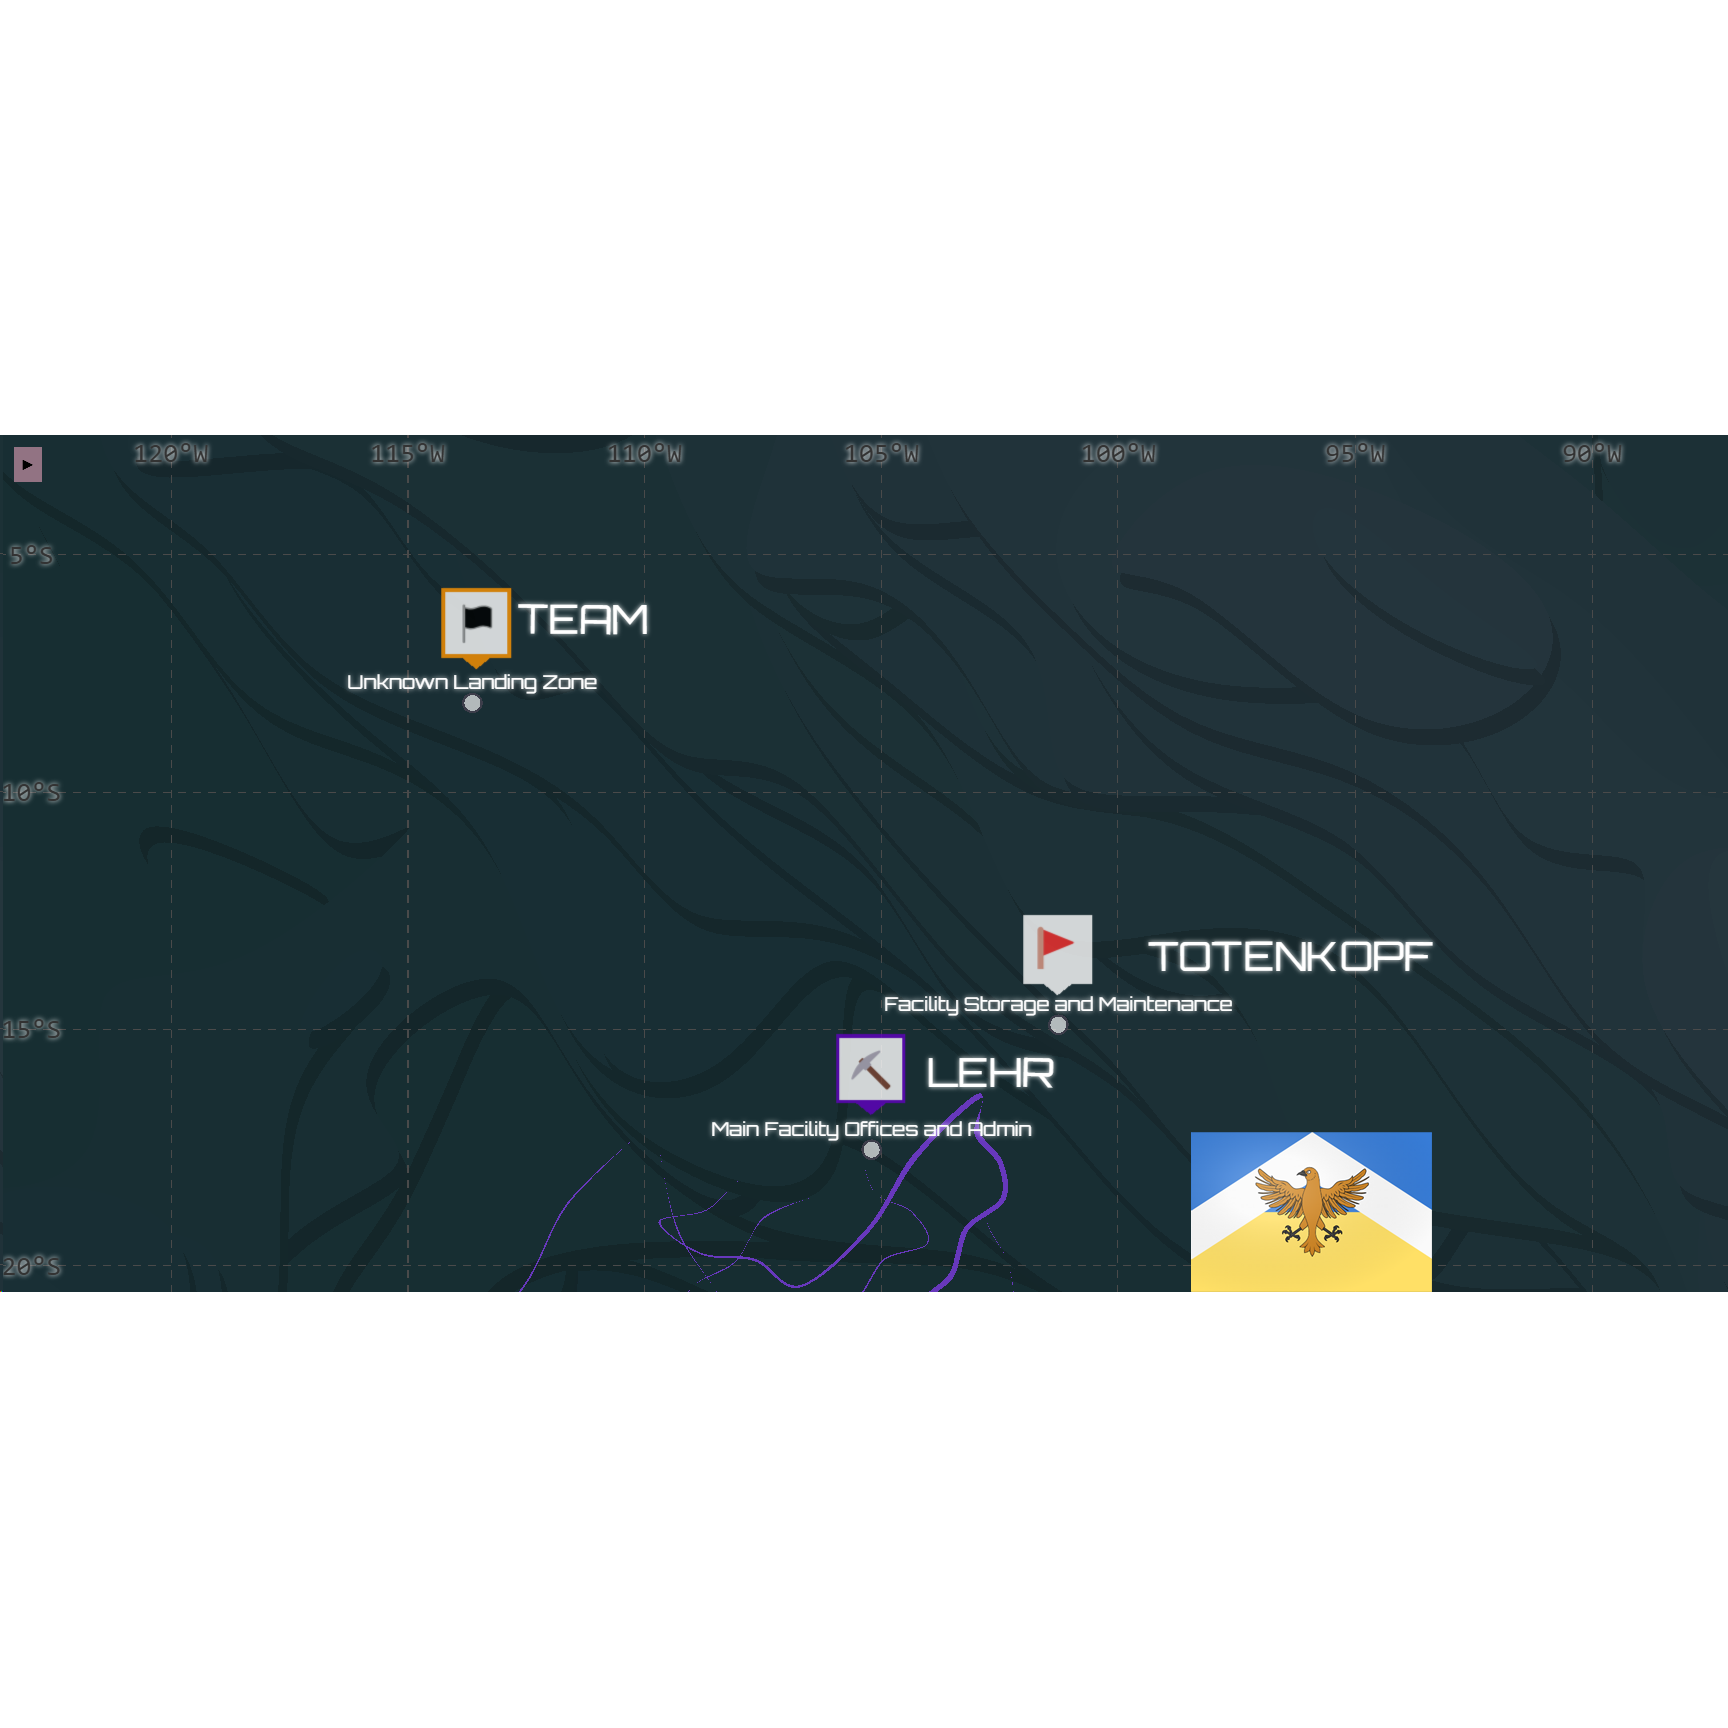 120°W 115°W 110°W 105°W 100°W 95°W 90°W
5°S
TEAM
Unknown Landing Zone
10°S
TOTENKOPF
Facility Storage and Maintenance
15°S
LEHR
Main Facility Offices and Admin
20°S